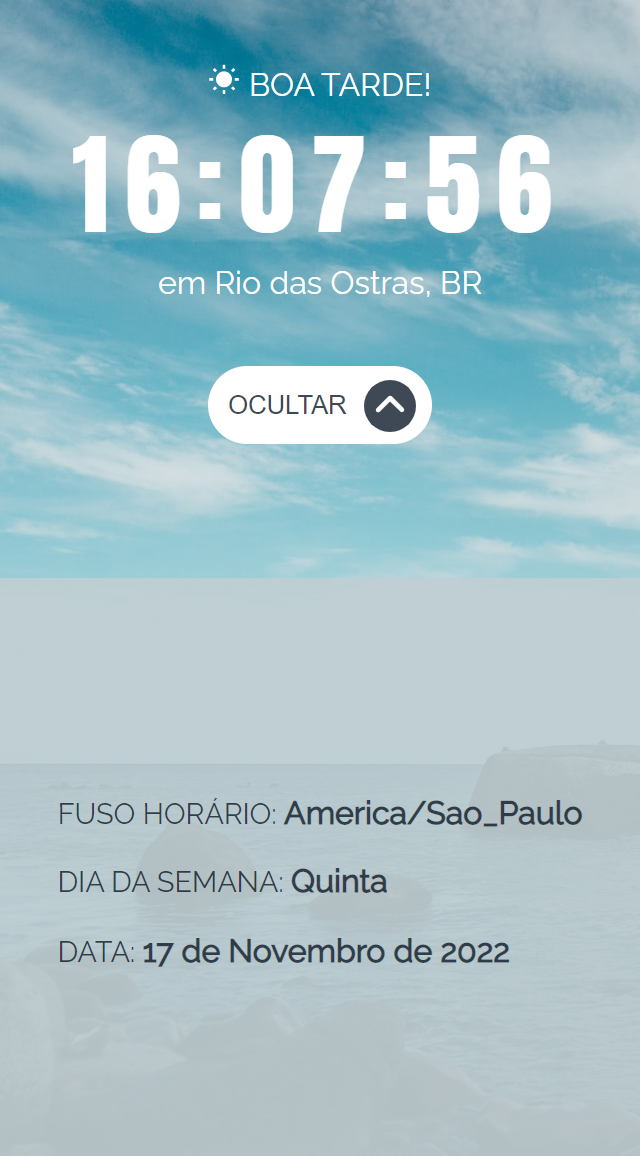 BOA TARDE!
16:07:56
em Rio das Ostras, BR
OCULTAR
FUSO HORÁRIO: America/Sao_Paulo
DIA DA SEMANA: Quinta
DATA: 17 de Novembro de 2022